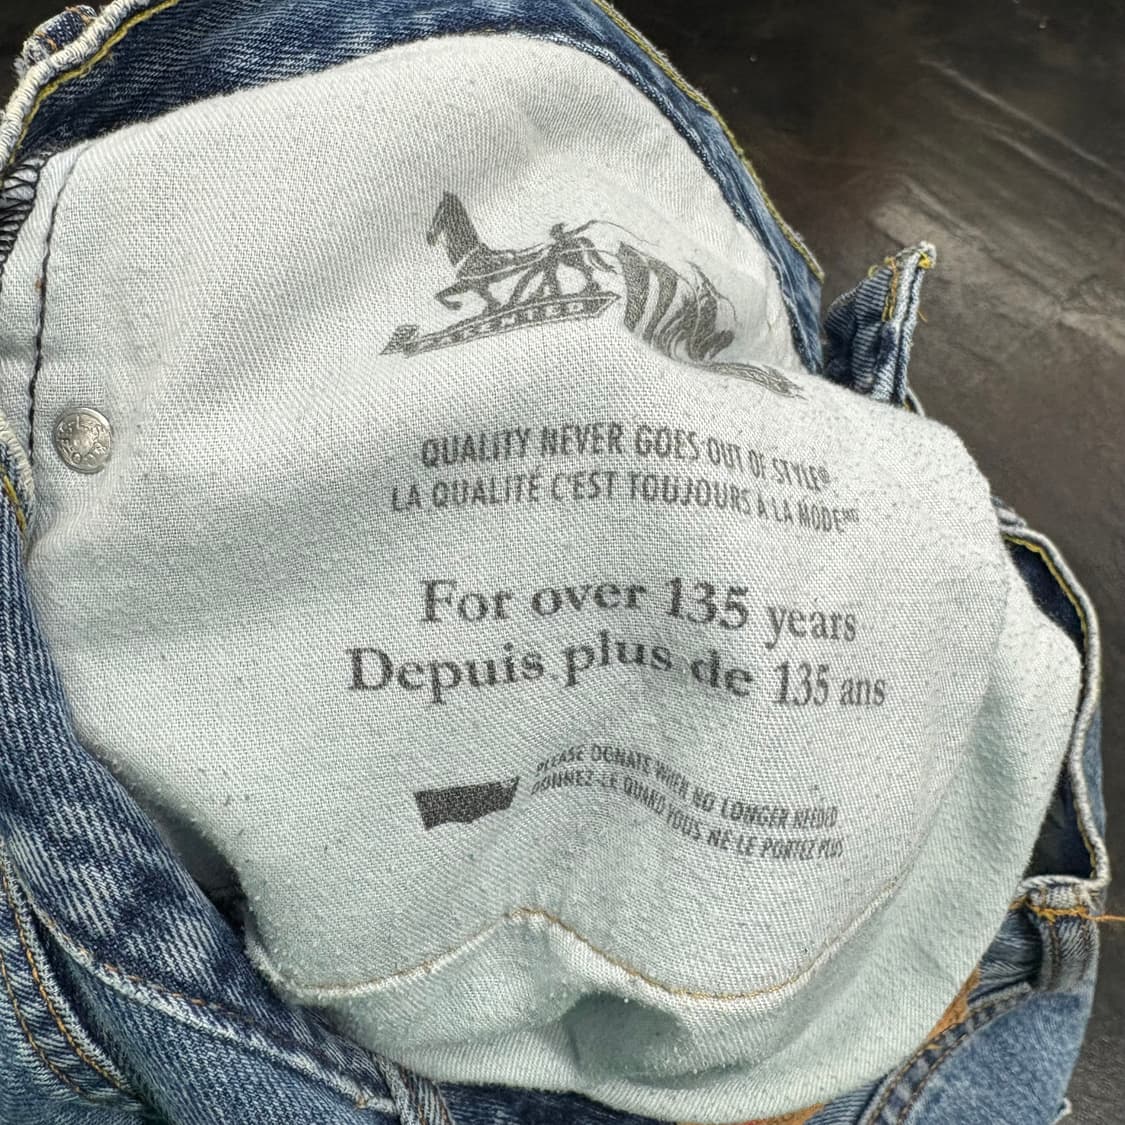 QUALITY NEVER GOES OUT OF STYLE®
LA QUALITÉ C'EST TOUJOURS À LA MODEMD
For over 135 years
Depuis plus de 135 ans
PLEASE DONATE WHEN NO LONGER NEEDED
DONNEZ-LE QUAND VOUS NE LE PORTEZ PLUS